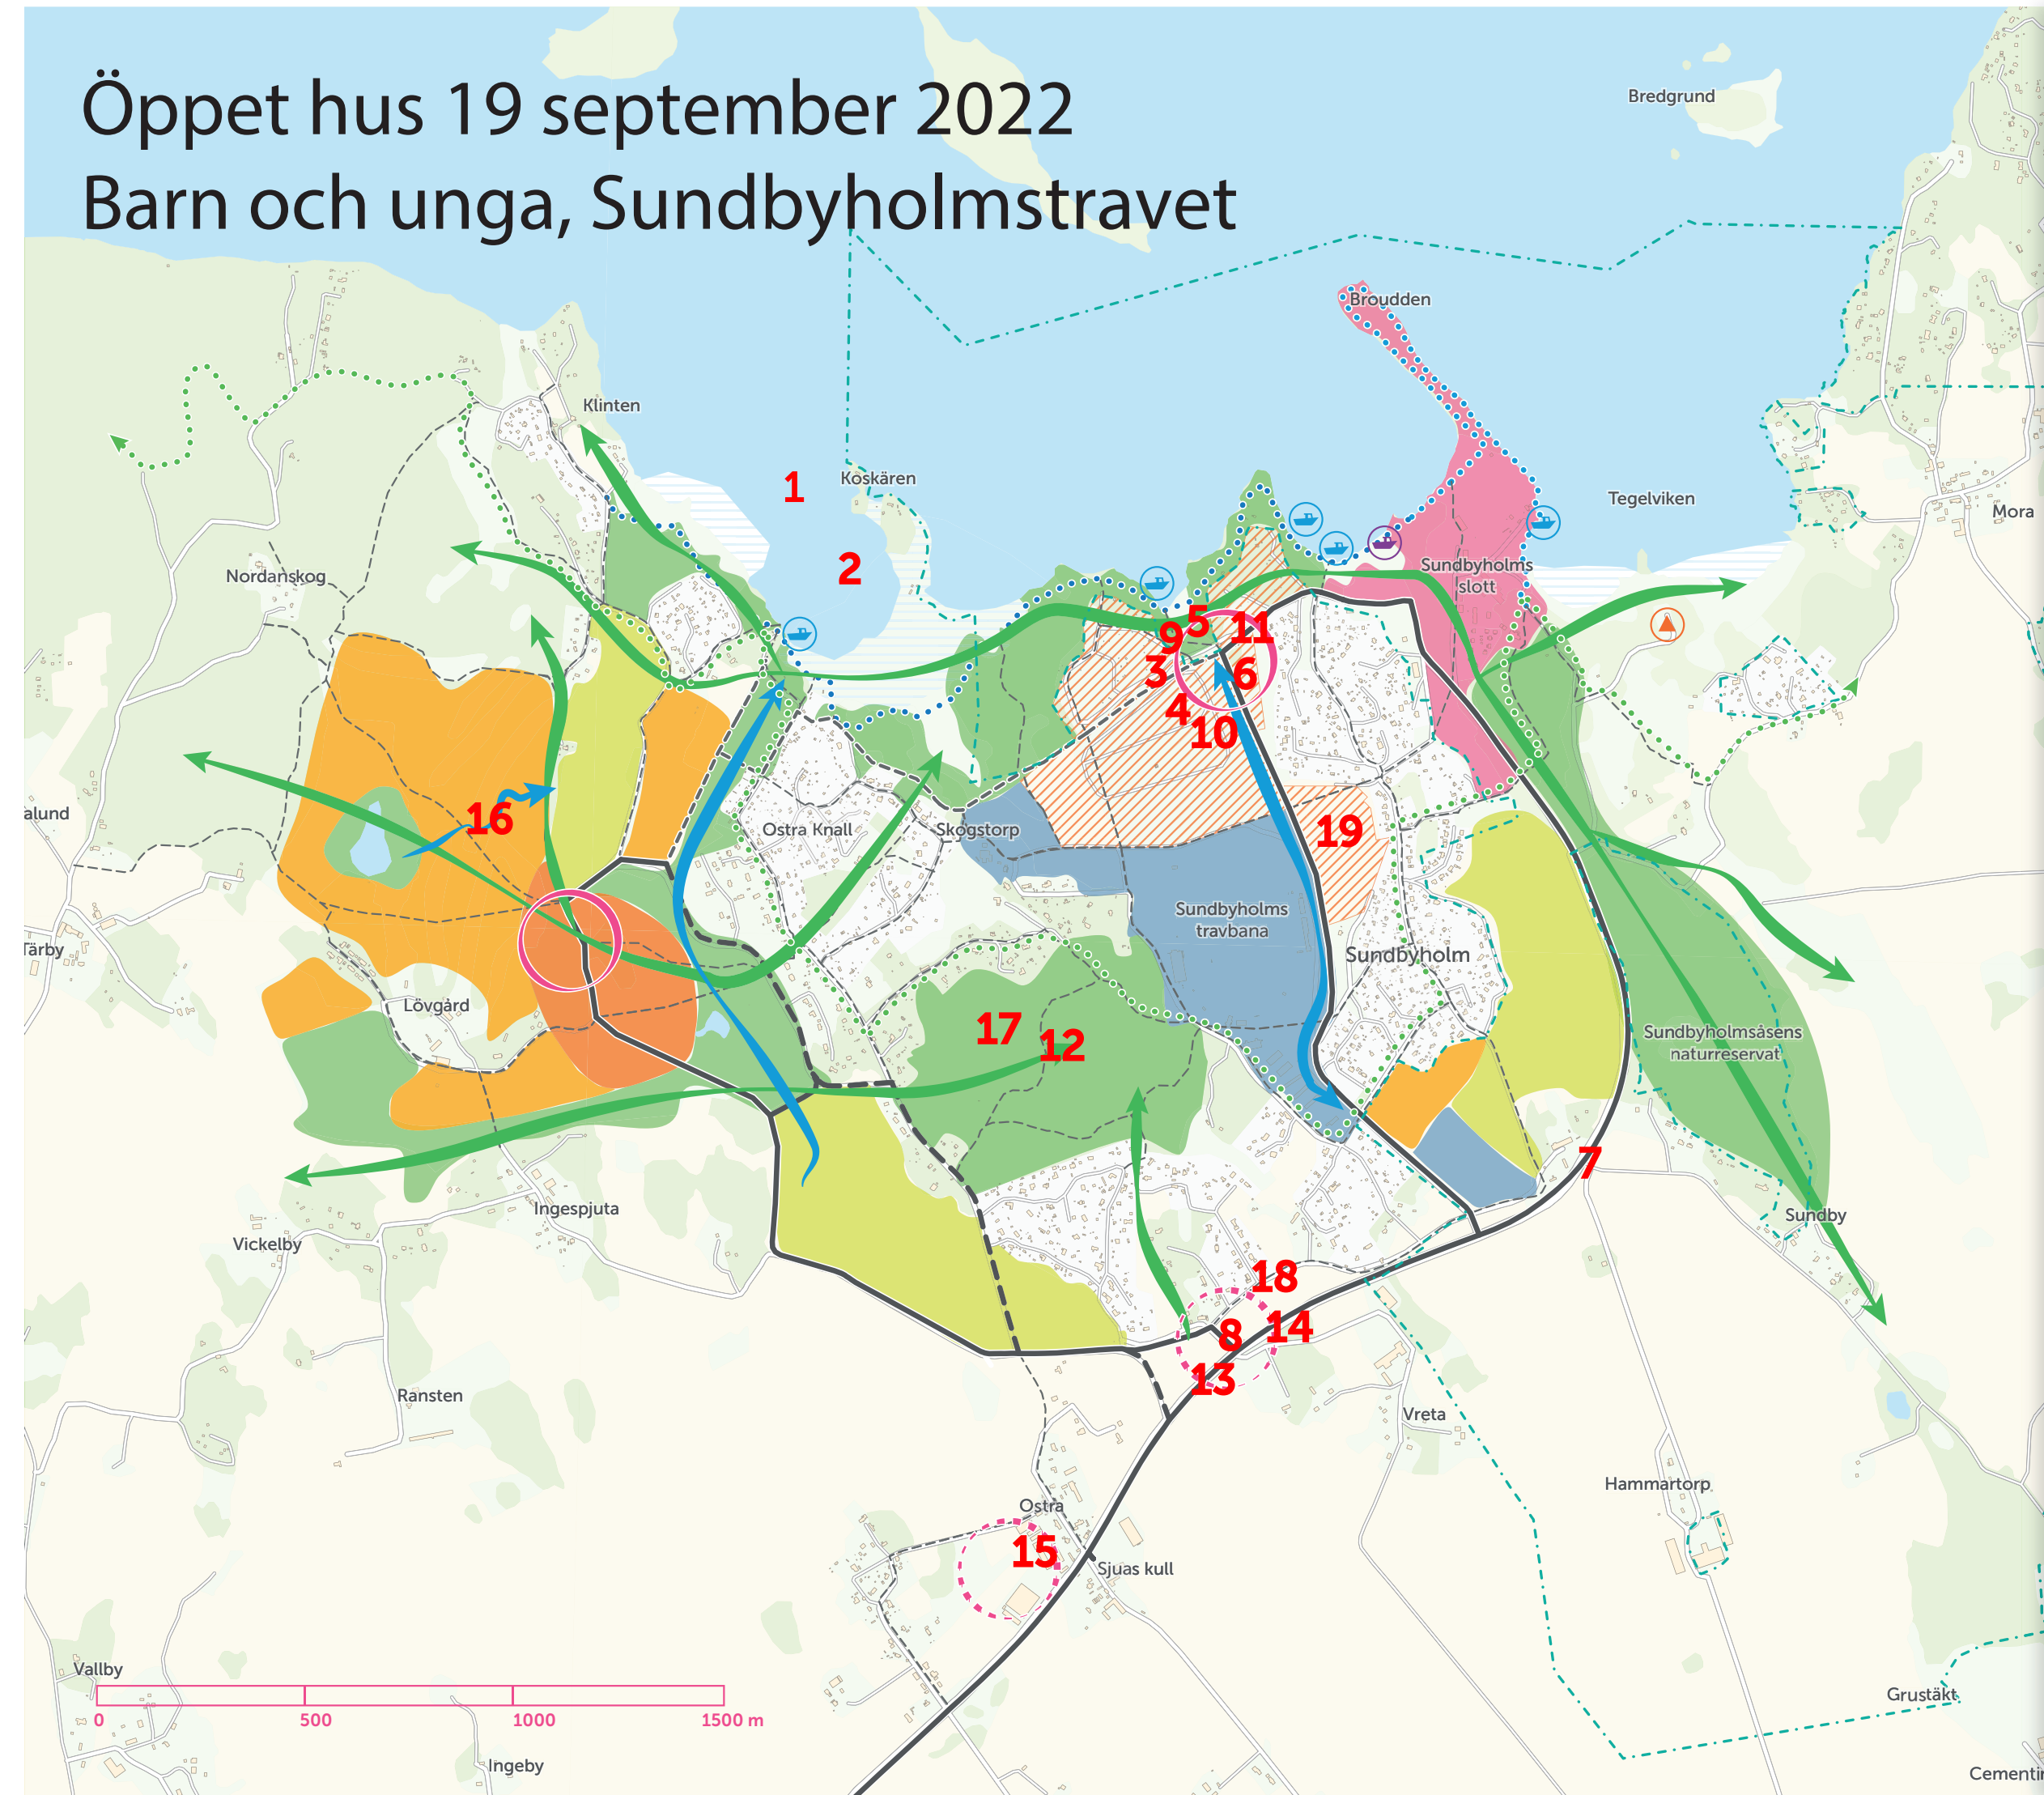 Öppet hus 19 september 2022
Barn och unga, Sundbyholmstravet
Bredgrund
Broudden
Klinten
1
Koskären
Tegelviken
Mora
2
Sundbyholms
slott
Nordanskog
5
11
9
3
6
4
10
alund
16
Östra Knall
Skogstorp
19
Sundbyholms
travbana
Tärby
Sundbyholm
Lövgård
17
12
Sundbyholmsåsens
naturreservat
7
Ingespjuta
Sundby
Vickelby
18
8
14
13
Ransten
Vreta
Hammartorp
Ostra
15
Sjuas kull
Vallby
Grustäkt
0 500 1000 1500 m
Ingeby
Cementin